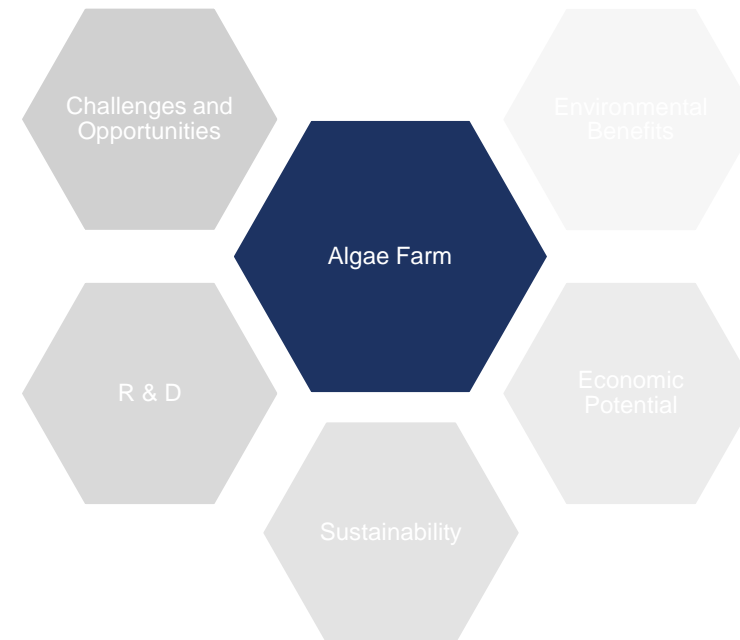 Challenges and
Opportunities
Environmental
Benefits
Algae Farm
R & D
Economic
Potential
Sustainability